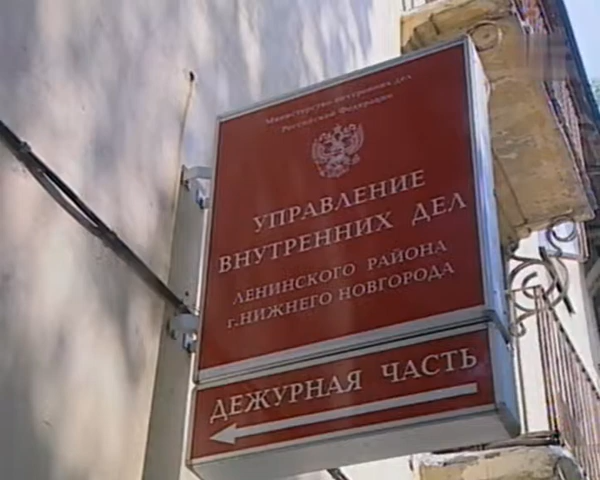 Министерство внутренних дел
Российской Федерации
УПРАВЛЕНИЕ
ВНУТРЕННИХ ДЕЛ
ЛЕНИНСКОГО РАЙОНА
г.НИЖНЕГО НОВГОРОДА
ДЕЖУРНАЯ ЧАСТЬ